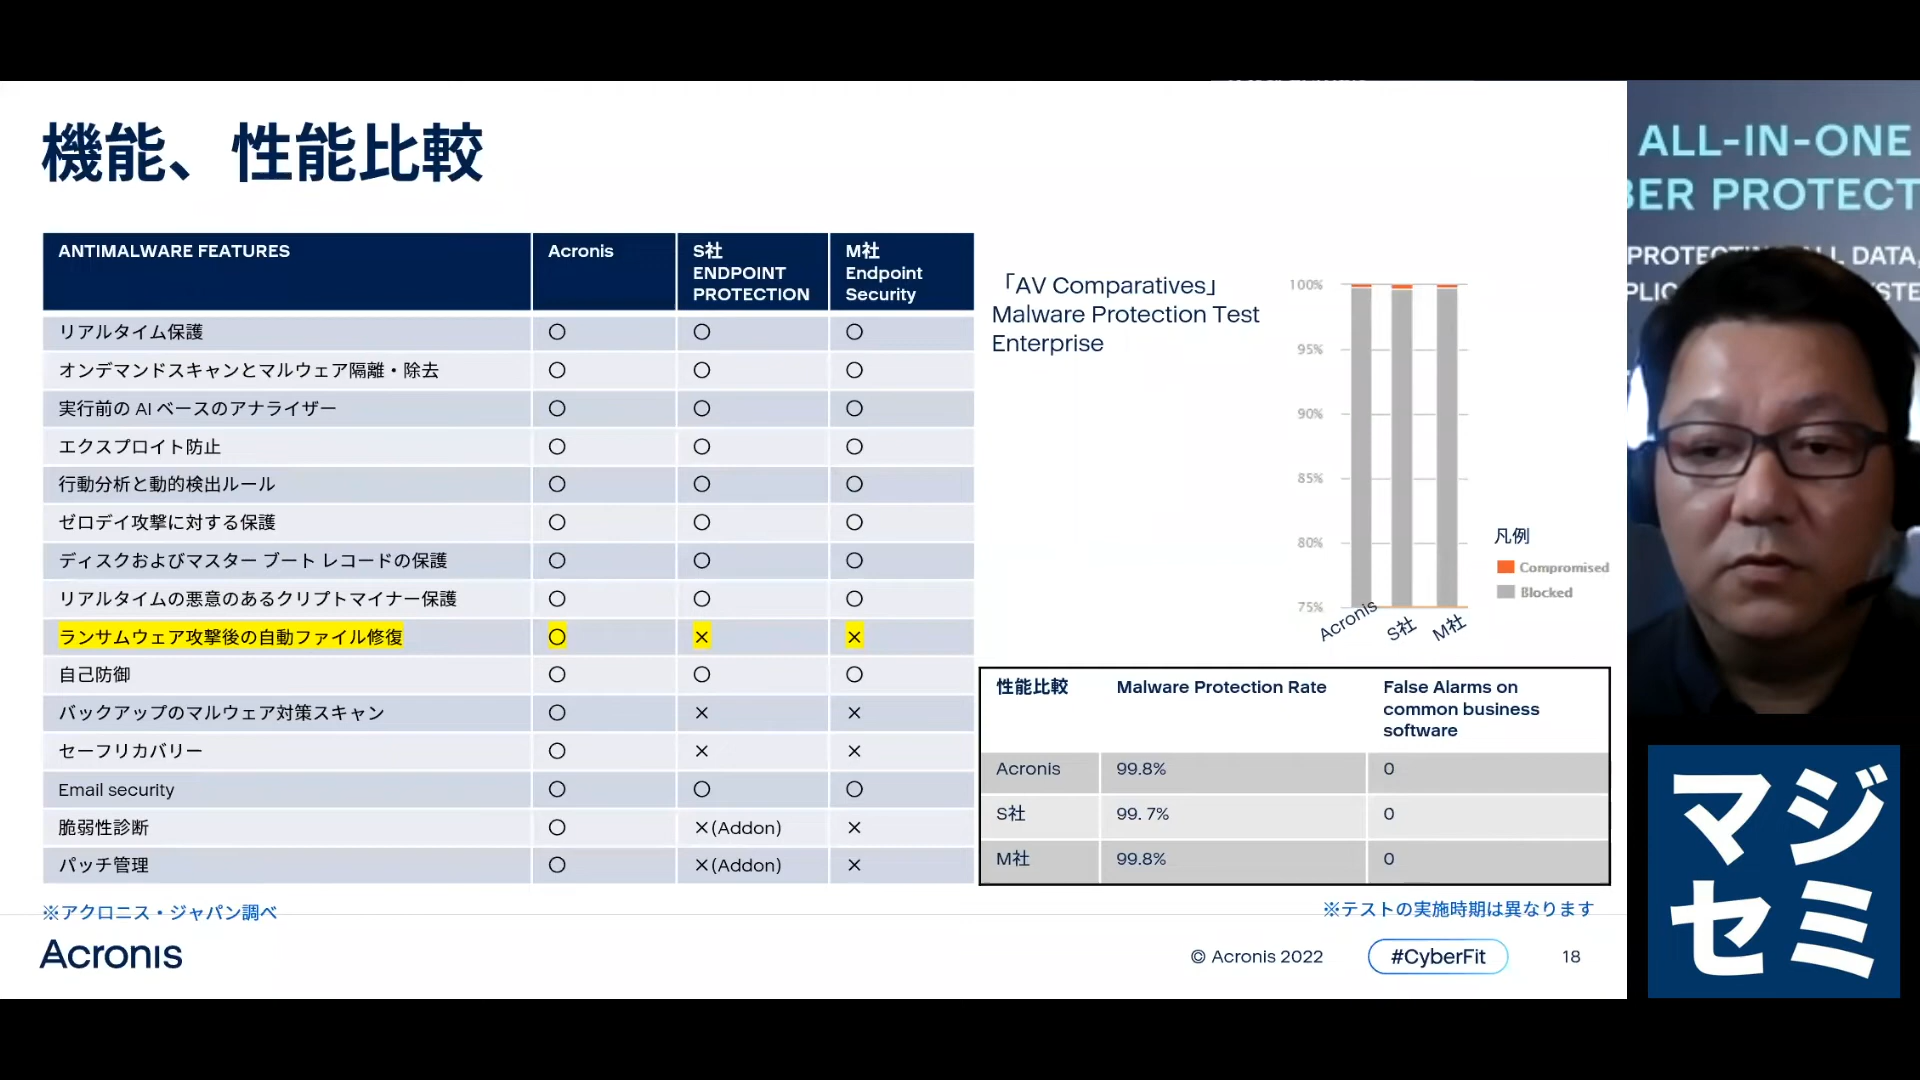 機能、性能比較
ANTIMALWARE FEATURES Acronis S社 ENDPOINT PROTECTION M社 Endpoint Security
リアルタイム保護 〇 〇 〇
オンデマンドスキャンとマルウェア隔離・除去 〇 〇 〇
実行前の AI ベースのアナライザー 〇 〇 〇
エクスプロイト防止 〇 〇 〇
行動分析と動的検出ルール 〇 〇 〇
ゼロデイ攻撃に対する保護 〇 〇 〇
ディスクおよびマスター ブート レコードの保護 〇 〇 〇
リアルタイムの悪意のあるクリプトマイナー保護 〇 〇 〇
ランサムウェア攻撃後の自動ファイル修復 〇 × ×
自己防御 〇 〇 〇
バックアップのマルウェア対策スキャン 〇 × ×
セーフリカバリー 〇 × ×
Email security 〇 〇 〇
脆弱性診断 〇 ×(Addon) ×
パッチ管理 〇 ×(Addon) ×
※アクロニス・ジャパン調べ
「AV Comparatives」
Malware Protection Test
Enterprise
100%
95%
90%
85%
80%
75%
Acronis S社 M社
凡例
Compromised
Blocked
性能比較 Malware Protection Rate False Alarms on common business software
Acronis 99.8% 0
S社 99. 7% 0
M社 99.8% 0
※テストの実施時期は異なります
Acronis
© Acronis 2022
#CyberFit
18
ALL-IN-ONE
BER PROTECT
DATA,
マジ
セミ